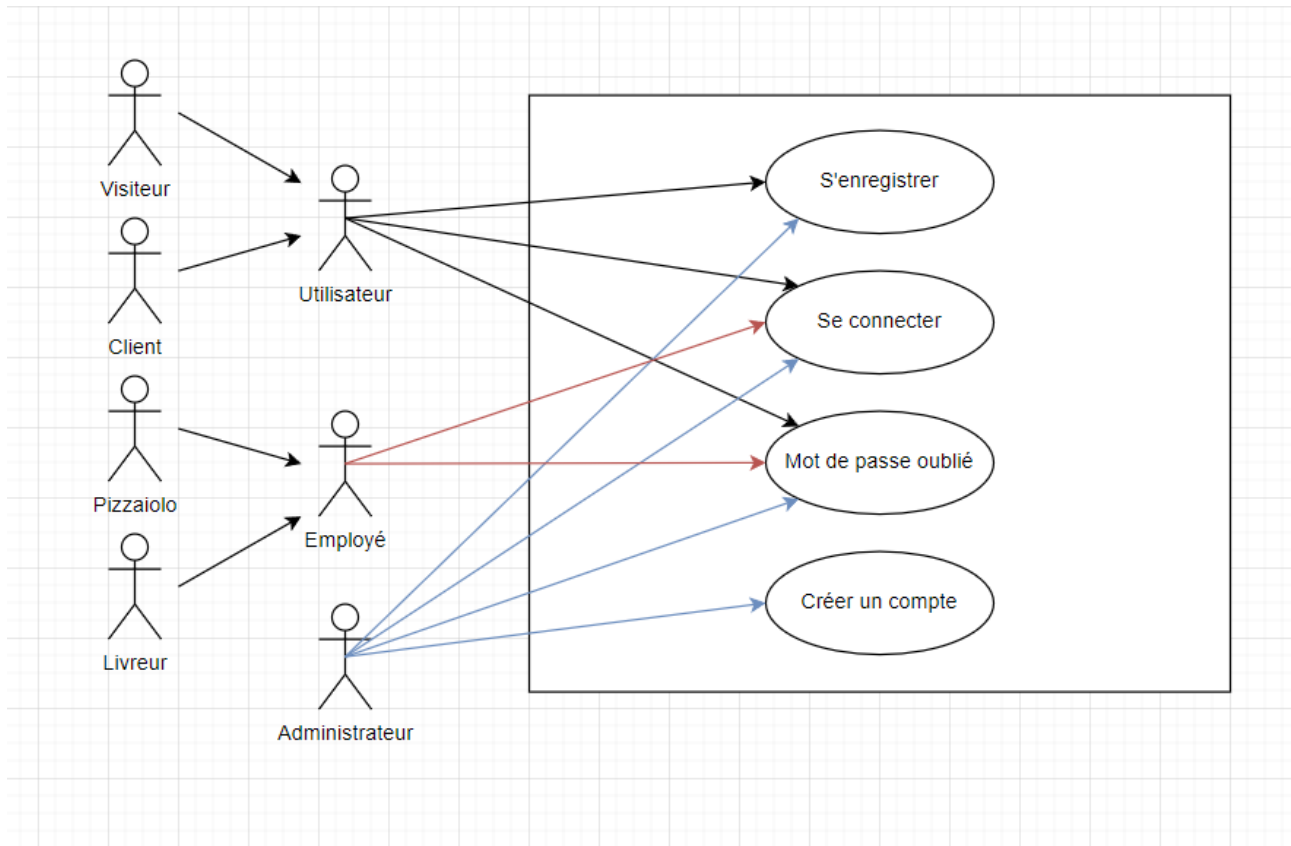 Visiteur
Client
Pizzaiolo
Livreur
Utilisateur
Employé
Administrateur
S'enregistrer
Se connecter
Mot de passe oublié
Créer un compte